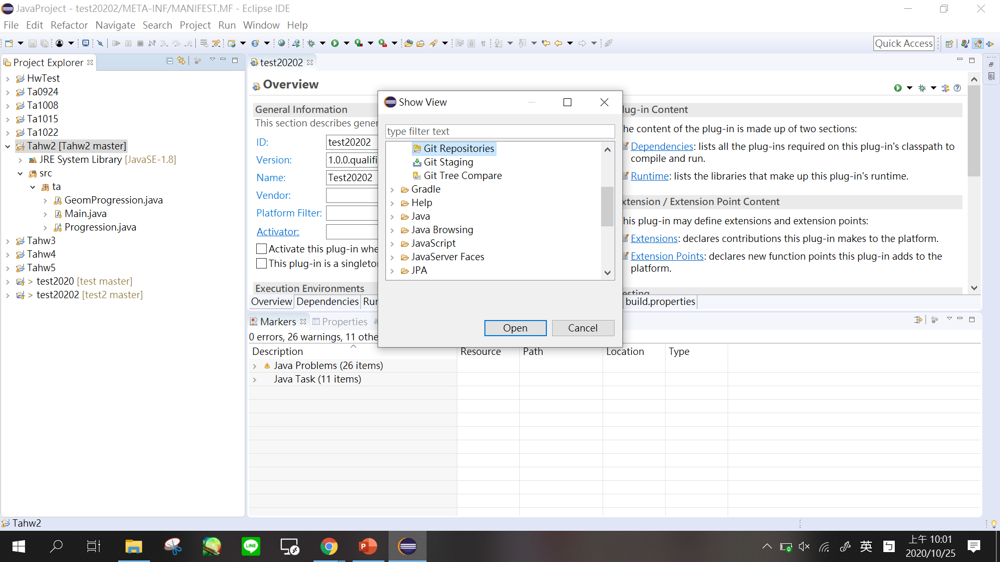 JavaProject - test20202/META-INF/MANIFEST.MF - Eclipse IDE
File Edit Refactor Navigate Search Project Run Window Help
Quick Access
Project Explorer
HwTest
Ta0924
Ta1008
Ta1015
Ta1022
Tahw2 [Tahw2 master]
JRE System Library [JavaSE-1.8]
src
ta
GeomProgression.java
Main.java
Progression.java
Tahw3
Tahw4
Tahw5
> test2020 [test master]
> test20202 [test2 master]
test20202
Overview
General Information
This section describes gener
ID: test20202
Version: 1.0.0.qualifi
Name: Test20202
Vendor:
Platform Filter:
Activator:
Activate this plug-in whe
This plug-in is a singleton
Execution Environments
Overview Dependencies Run
Show View
type filter text
Git Repositories
Git Staging
Git Tree Compare
Gradle
Help
Java
Java Browsing
JavaScript
JavaServer Faces
JPA
Open Cancel
lug-in Content
he content of the plug-in is made up of two sections:
Dependencies: lists all the plug-ins required on this plug-in's classpath to
compile and run.
Runtime: lists the libraries that make up this plug-in's runtime.
xtension / Extension Point Content
his plug-in may define extensions and extension points:
Extensions: declares contributions this plug-in makes to the platform.
Extension Points: declares new function points this plug-in adds to the
platform.
esting
build.properties
Markers Properties
0 errors, 26 warnings, 11 othe
Description Resource Path Location Type
Java Problems (26 items)
Java Task (11 items)
Tahw2
LINE
P
英
ㄅ
上午 10:01
2020/10/25